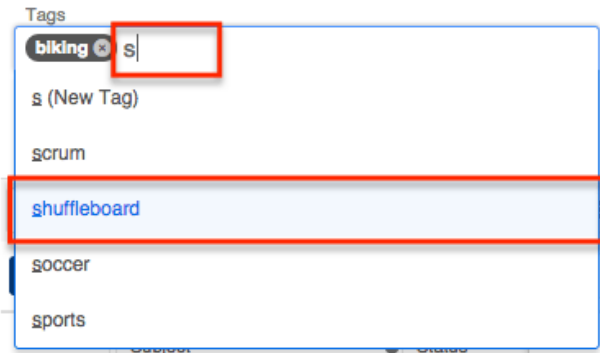 Tags
biking s
s (New Tag)
scrum
shuffleboard
soccer
sports